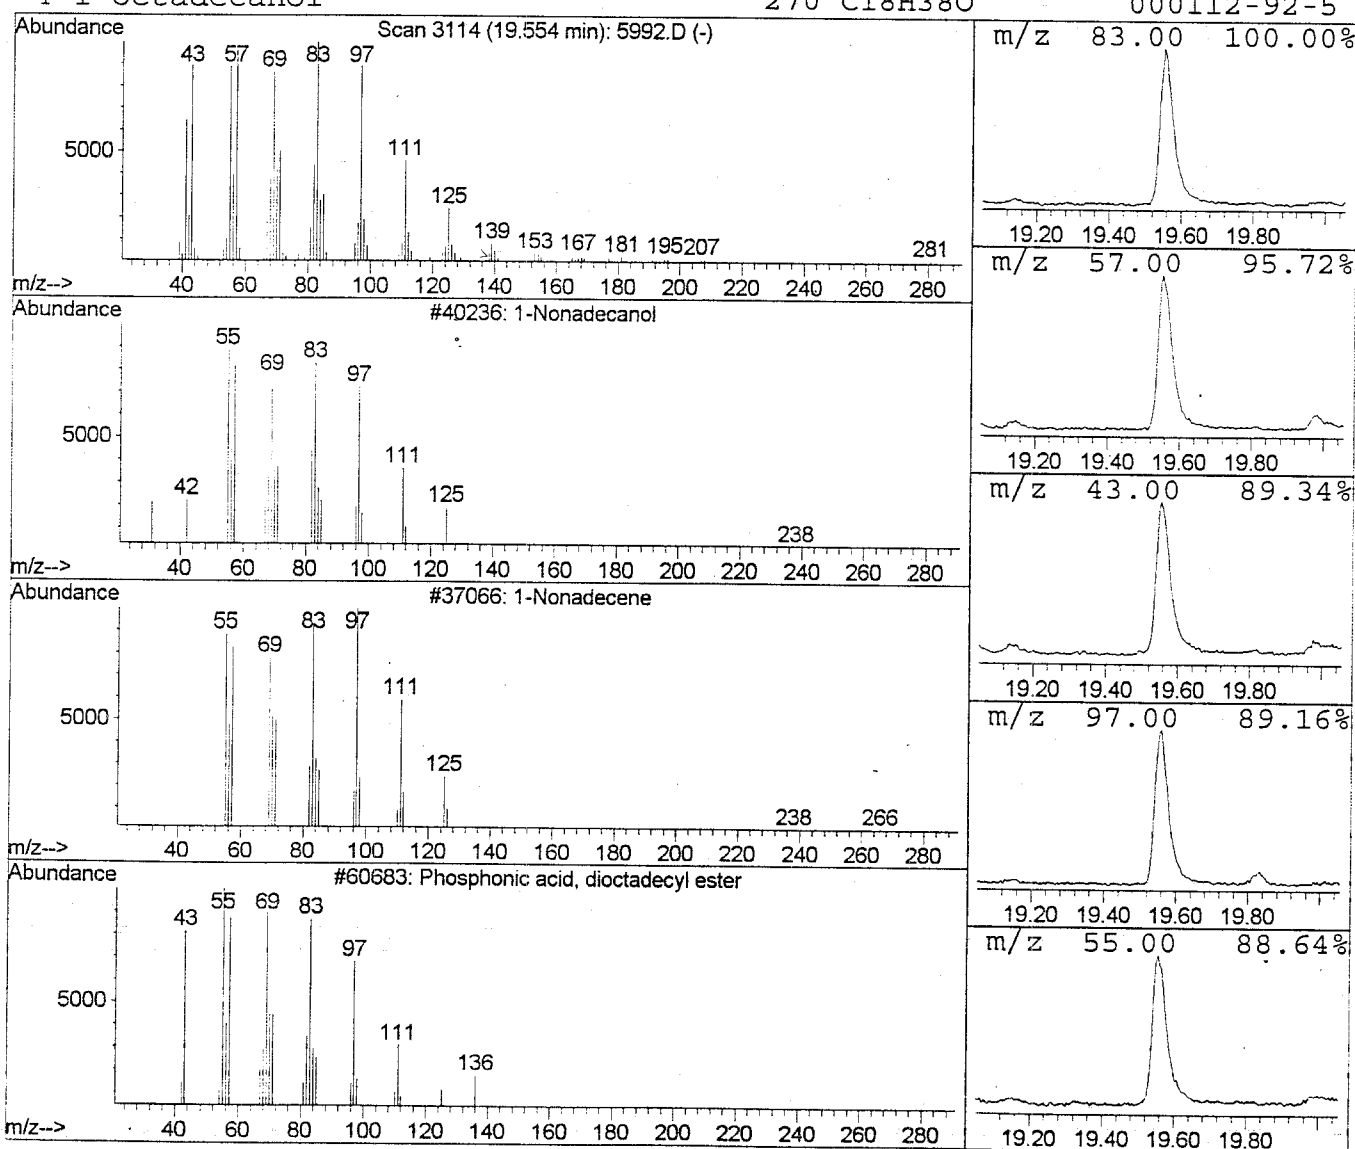 1-Octadecanol 270 C18H38O 000112-92-5
Abundance
Scan 3114 (19.554 min): 5992.D (-)
43 57 69 83 97
111
125
139 153 167 181 195 207 281
5000
m/z--> 40 60 80 100 120 140 160 180 200 220 240 260 280
Abundance
#40236: 1-Nonadecanol
55 69 83 97
111
42 125
238
5000
m/z--> 40 60 80 100 120 140 160 180 200 220 240 260 280
Abundance
#37066: 1-Nonadecene
55 69 83 97
111
125
238 266
5000
m/z--> 40 60 80 100 120 140 160 180 200 220 240 260 280
Abundance
#60683: Phosphonic acid, dioctadecyl ester
43 55 69 83
97
111
136
5000
m/z--> 40 60 80 100 120 140 160 180 200 220 240 260 280
m/z 83.00 100.00%
19.20 19.40 19.60 19.80
m/z 57.00 95.72%
19.20 19.40 19.60 19.80
m/z 43.00 89.34%
19.20 19.40 19.60 19.80
m/z 97.00 89.16%
19.20 19.40 19.60 19.80
m/z 55.00 88.64%
19.20 19.40 19.60 19.80